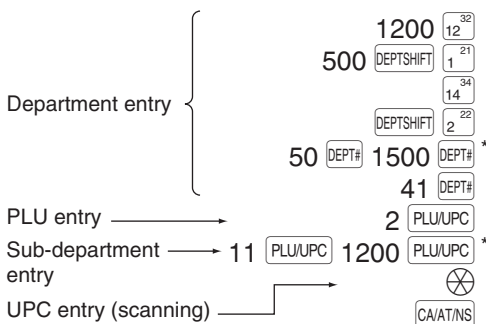 1200 12 32
500 DEPTSHIFT 1 21
14 34
Department entry
DEPTSHIFT 2 22
50 DEPT# 1500 DEPT# *
41 DEPT#
PLU entry 2 PLU/UPC
Sub-department entry 11 PLU/UPC 1200 PLU/UPC *
UPC entry (scanning)
CA/AT/NS